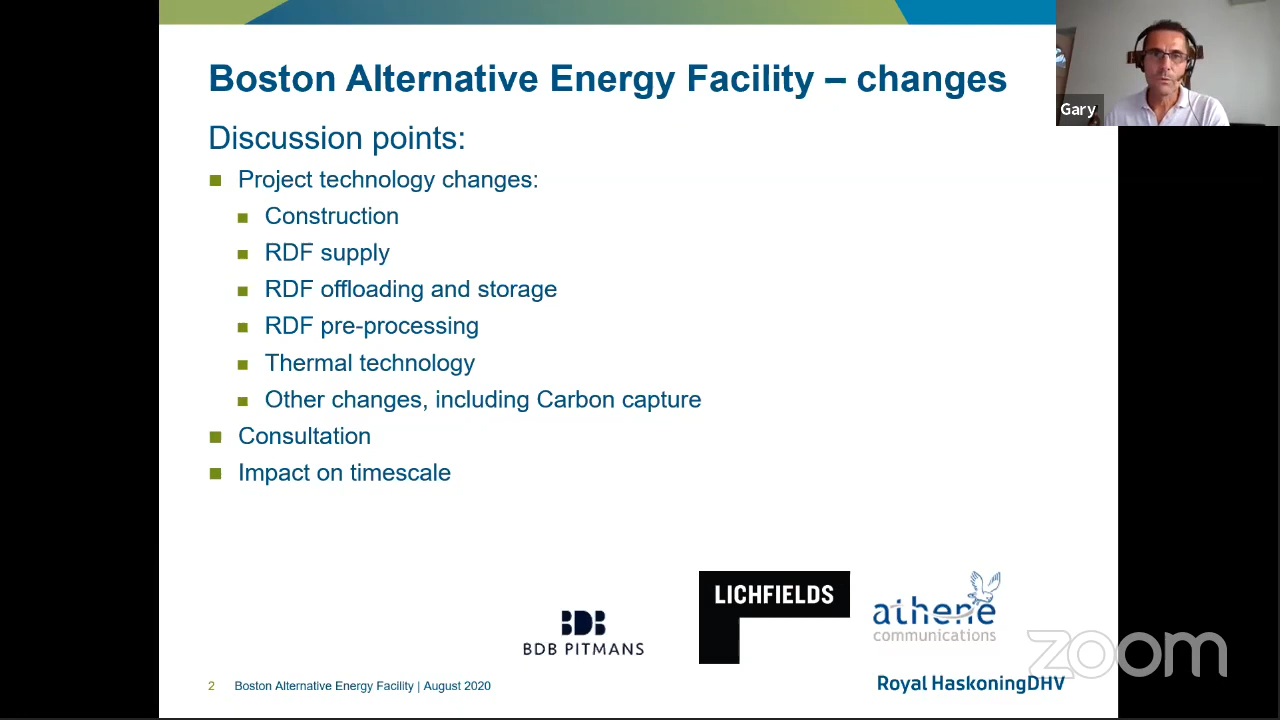 Boston Alternative Energy Facility – changes
Gary
Discussion points:
Project technology changes:
Construction
RDF supply
RDF offloading and storage
RDF pre-processing
Thermal technology
Other changes, including Carbon capture
Consultation
Impact on timescale
BDB
BDB PITMANS
LICHFIELDS
athene
communications
zoom
2 Boston Alternative Energy Facility | August 2020
Royal HaskoningDHV